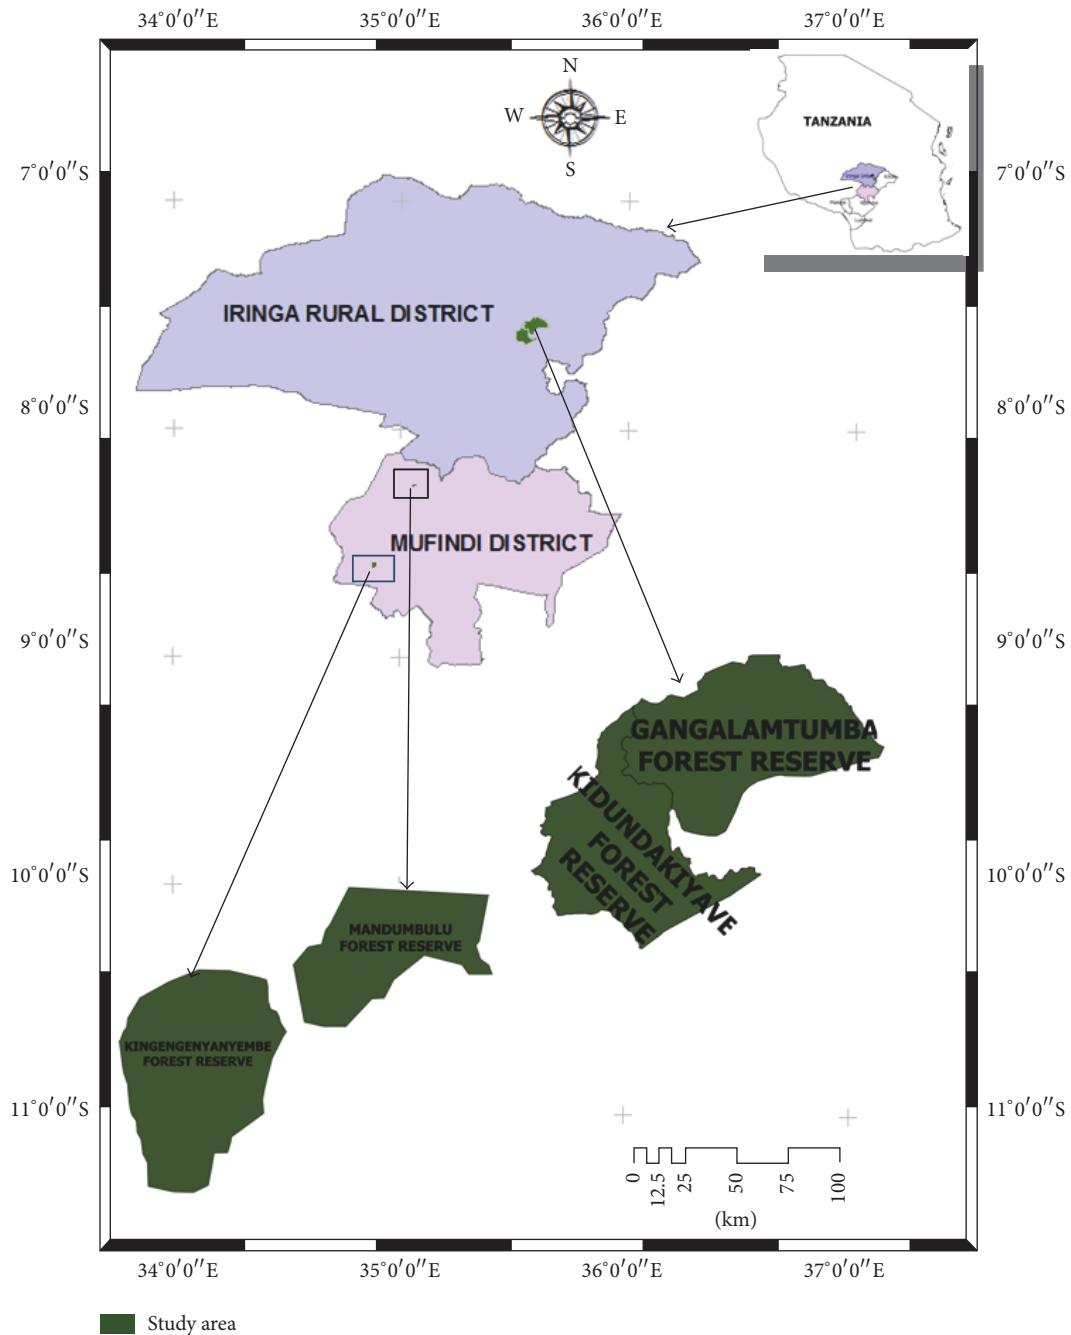 34°0′0″E 35°0′0″E 36°0′0″E 37°0′0″E
N
W E
S
TANZANIA
7°0′0″S 7°0′0″S
IRINGA RURAL DISTRICT
8°0′0″S 8°0′0″S
MUFINDI DISTRICT
9°0′0″S 9°0′0″S
GANGALAMTUMBA
FOREST RESERVE
KIDUNDAKIYAVE
FOREST
RESERVE
10°0′0″S 10°0′0″S
MANDUMBULU
FOREST RESERVE
KINGENGENYANYEMBE
FOREST RESERVE
11°0′0″S 11°0′0″S
0 12.5 25 50 75 100
(km)
34°0′0″E 35°0′0″E 36°0′0″E 37°0′0″E
Study area